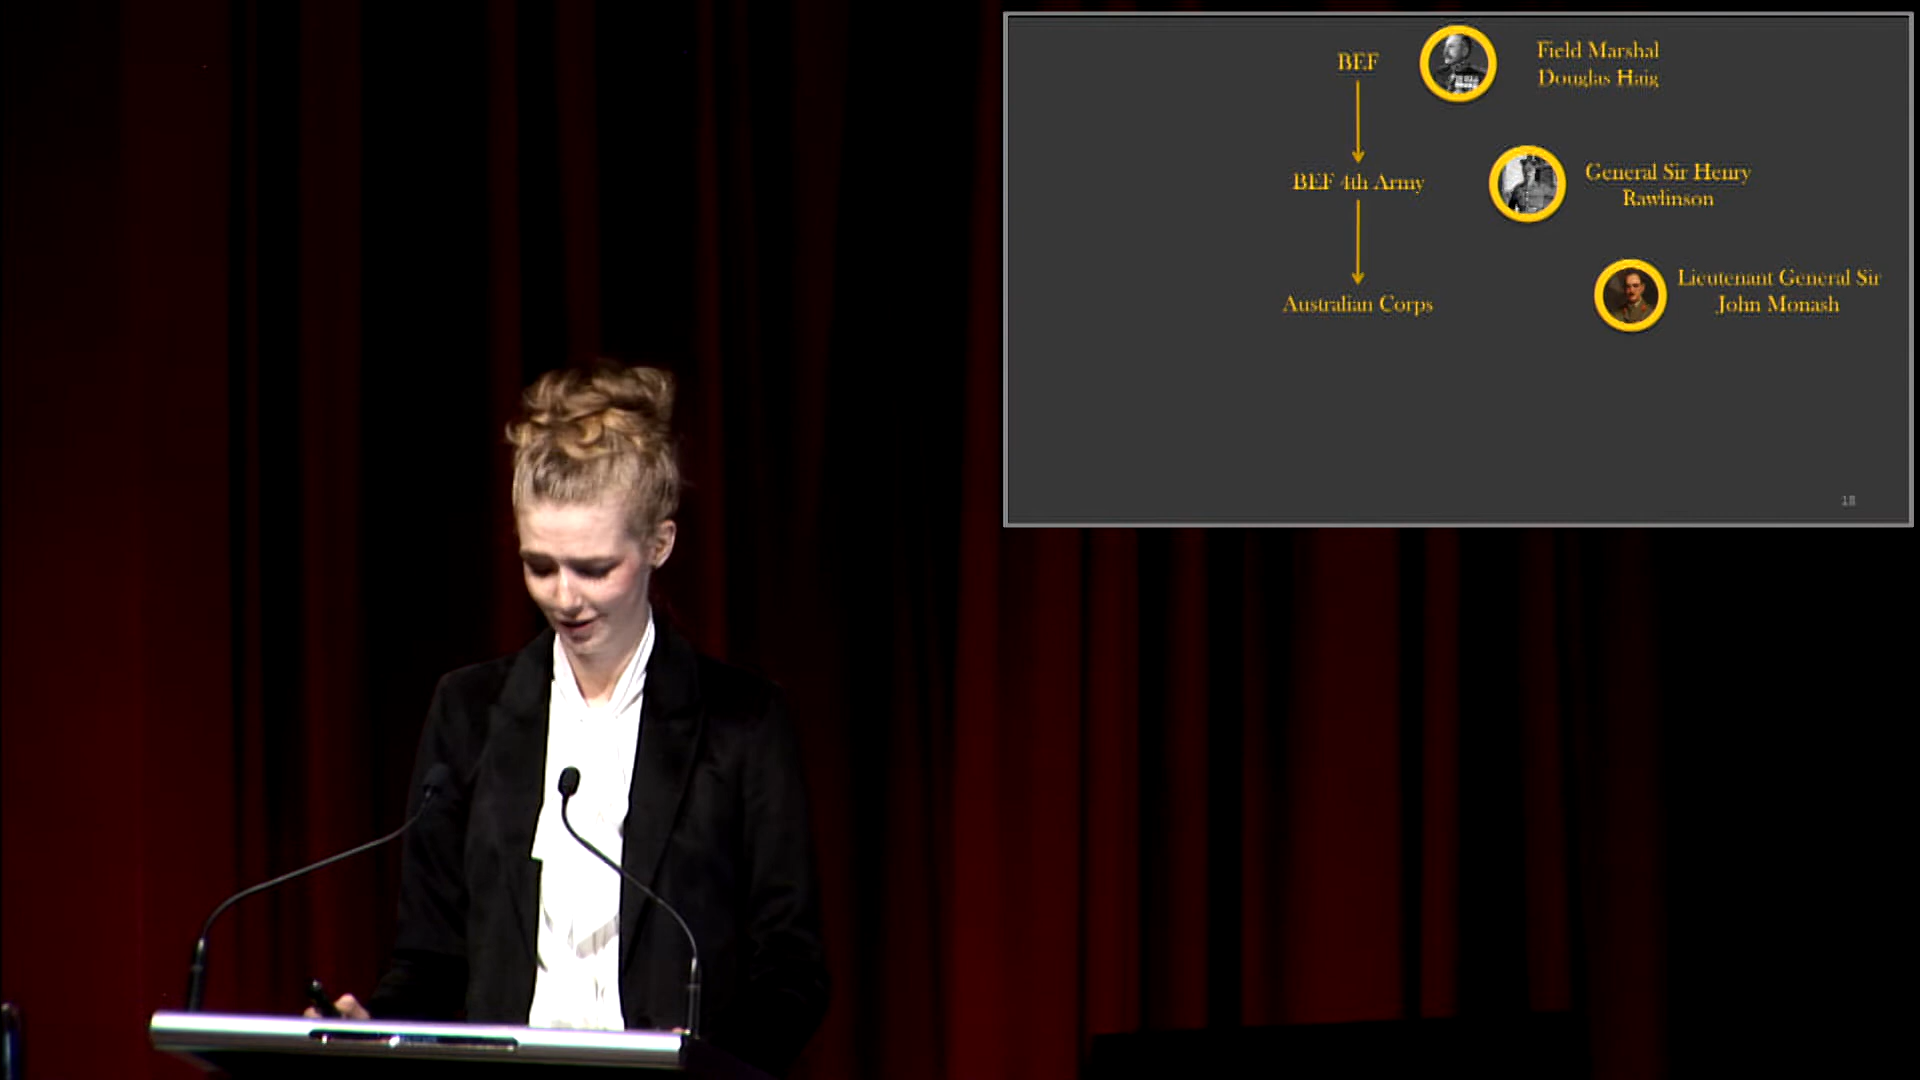 BEF
Field Marshal
Douglas Haig
BEF 4th Army
General Sir Henry
Rawlinson
Australian Corps
Lieutenant General Sir
John Monash
18